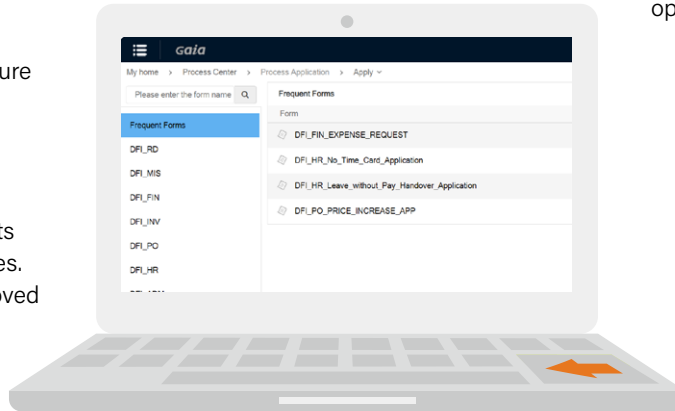 op
ure
ts
es.
oved
Gaia
My home > Process Center > Process Application > Apply
Please enter the form name
Frequent Forms
DFI_RD
DFI_MIS
DFI_FIN
DFI_INV
DFI_PO
DFI_HR
Frequent Forms
Form
DFI_FIN_EXPENSE_REQUEST
DFI_HR_No_Time_Card_Application
DFI_HR_Leave_without_Pay_Handover_Application
DFI_PO_PRICE_INCREASE_APP